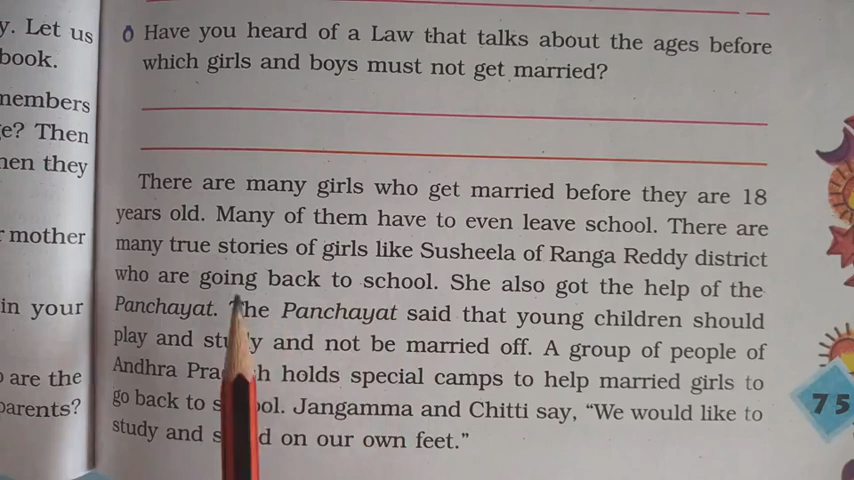 y. Let us
book.
members
e? Then
hen they
mother
in your
are the
parents?
Have you heard of a Law that talks about the ages before
which girls and boys must not get married?
There are many girls who get married before they are 18
years old. Many of them have to even leave school. There are
many true stories of girls like Susheela of Ranga Reddy district
who are going back to school. She also got the help of the
Panchayat. The Panchayat said that young children should
play and study and not be married off. A group of people of
Andhra Pradesh holds special camps to help married girls to
go back to school. Jangamma and Chitti say, “We would like to
study and stand on our own feet.”
75